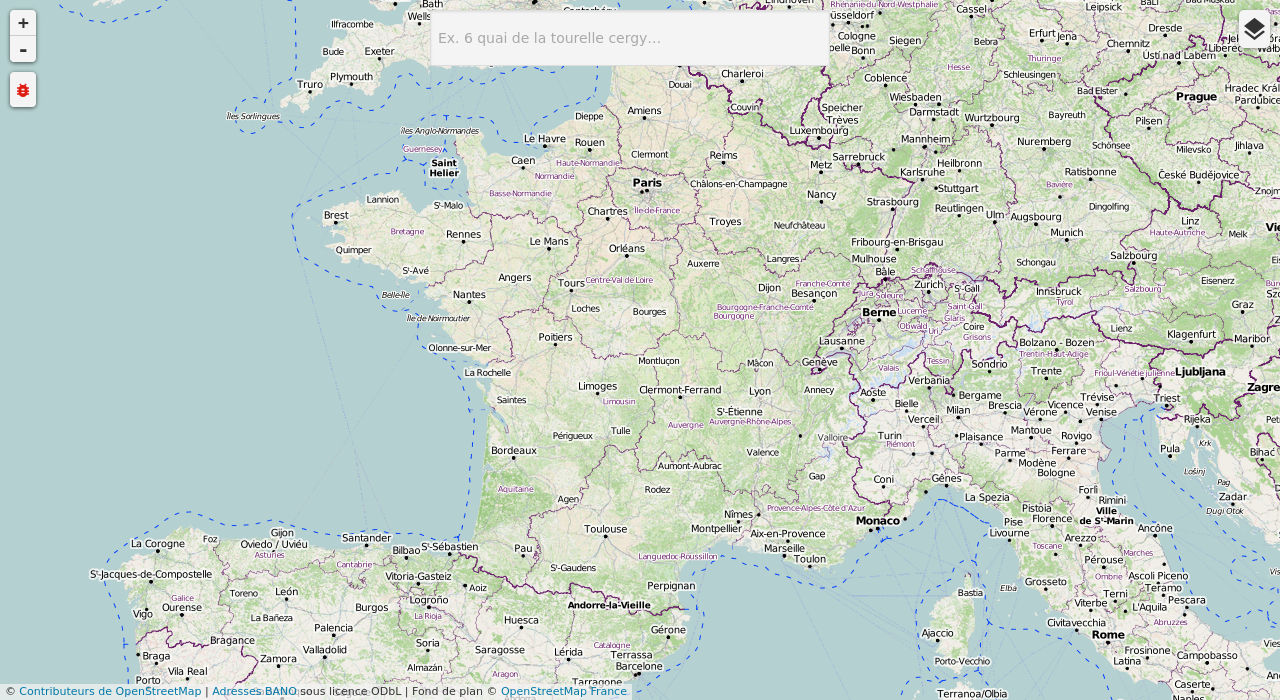 +
-
Ex. 6 quai de la tourelle cergy…
Bath
Ilfracombe
Wells
Bude
Exeter
Truro
Plymouth
Îles Sorlingues
Îles Anglo-Normandes
Guernesey
Saint
Helier
Dieppe
Amiens
Douai
Charleroi
Couvin
Le Havre
Rouen
Caen
Haute-Normandie
Normandie
Basse-Normandie
Clermont
Reims
Luxembourg
Speicher
Trèves
Metz
Sarrebruck
Coblence
Wiesbaden
Darmstadt
Mannheim
Düsseldorf
Cologne
Bonn
Siegen
Rhénanie-du-Nord-Westphalie
Cassel
Bebra
Hesse
Erfurt
Jena
Leipsick
Thuringe
Schleusingen
Chemnitz
Ústí nad Labem
Liberec
Wałbrzych
Bad Elster
Prague
Hradec Králové
Pardubice
Wurtzbourg
Bayreuth
Pilsen
Nuremberg
Schönsee
Milevsko
Jihlava
Heilbronn
Karlsruhe
Stuttgart
Ratisbonne
Bavière
České Budějovice
Znojmo
Paris
Île-de-France
Châlons-en-Champagne
Nancy
Strasbourg
Reutlingen
Ulm
Augsbourg
Dingolfing
Linz
Haute-Autriche
Melk
Munich
Lannion
S'-Malo
Brest
Quimper
Bretagne
Rennes
Chartres
Troyes
Neufchâteau
Le Mans
Orléans
Auxerre
Langres
Fribourg-en-Brisgau
Mulhouse
Schongau
Salzbourg
Eisenerz
S'-Avé
Belle-Île
Nantes
Angers
Tours
Centre-Val de Loire
Dijon
Franche-Comté
Besançon
Bâle
Schaffhouse
Zurich
S'-Gall
Innsbruck
Tyrol
Salzbourg
Graz
Île de Noirmoutier
Loches
Bourges
Bourgogne-Franche-Comté
Bourgogne
Jura
Soleure
Berne
Lucerne
Obwald
Uri
Saint-Gall
Glaris
Coire
Grisons
Lienz
Klagenfurt
Maribor
Olonne-sur-Mer
Poitiers
Montluçon
Mâcon
Lausanne
Genève
Valais
Tessin
Sondrio
Bolzano - Bozen
Trentin-Haut-Adige
Trente
Frioul-Vénétie julienne
Ljubljana
Zagreb
La Rochelle
Saintes
Limoges
Limousin
Clermont-Ferrand
Lyon
Annecy
Aoste
Verbania
Bergame
Bielle
Milan
Brescia
Vicence
Trévise
Vérone
Venise
Triest
Rijeka
Verceil
S'-Étienne
Auvergne
Auvergne-Rhône-Alpes
Tulle
Périgueux
Valloire
Turin
Piémont
Plaisance
Mantoue
Rovigo
Parme
Ferrare
Modène
Bologne
Pula
Krk
Bihać
Bordeaux
Valence
Aumont-Aubrac
Gap
Coni
Gênes
La Spezia
Forlì
Rimini
Lošinj
Pag
Zadar
Dugi Otok
Aquitaine
Agen
Rodez
Nîmes
Provence-Alpes-Côte d'Azur
Monaco
Pistoia
Pise
Florence
Ville
de S'-Marin
Toulouse
Montpellier
Aix-en-Provence
Marseille
Toulon
Livourne
Arezzo
Ancône
Toscane
Marches
Pérouse
La Corogne
Foz
Gijon
Oviedo / Uviéu
Asturies
Santander
Cantabrie
Bilbao
S'-Sébastien
Pau
S'-Gaudens
Languedoc Roussillon
Perpignan
Bastia
Elba
Grosseto
Ombrie
Ascoli Piceno
Teramo
S'-Jacques-de-Compostelle
Galice
Ourense
Vigo
Toreno
León
La Bañeza
Vitoria-Gasteiz
Logroño
La Rioja
Aoiz
Burgos
Andorre-la-Vieille
Viterbe
Terni
L'Aquila
Pescara
Civitavecchia
Rome
Abruzzes
Bragance
Braga
Palencia
Huesca
Gérone
Catalogne
Ajaccio
Porto-Vecchio
Frosinone
Latina
Campobasso
Porto
Vila Real
Zamora
Valladolid
Soria
Almazán
Saragosse
Aragon
Lérida
Terrassa
Barcelone
Tarragone
Terranoa/Olbia
Naples
Caserte
© Contributeurs de OpenStreetMap | Adresses BANO sous licence ODbL | Fond de plan © OpenStreetMap France